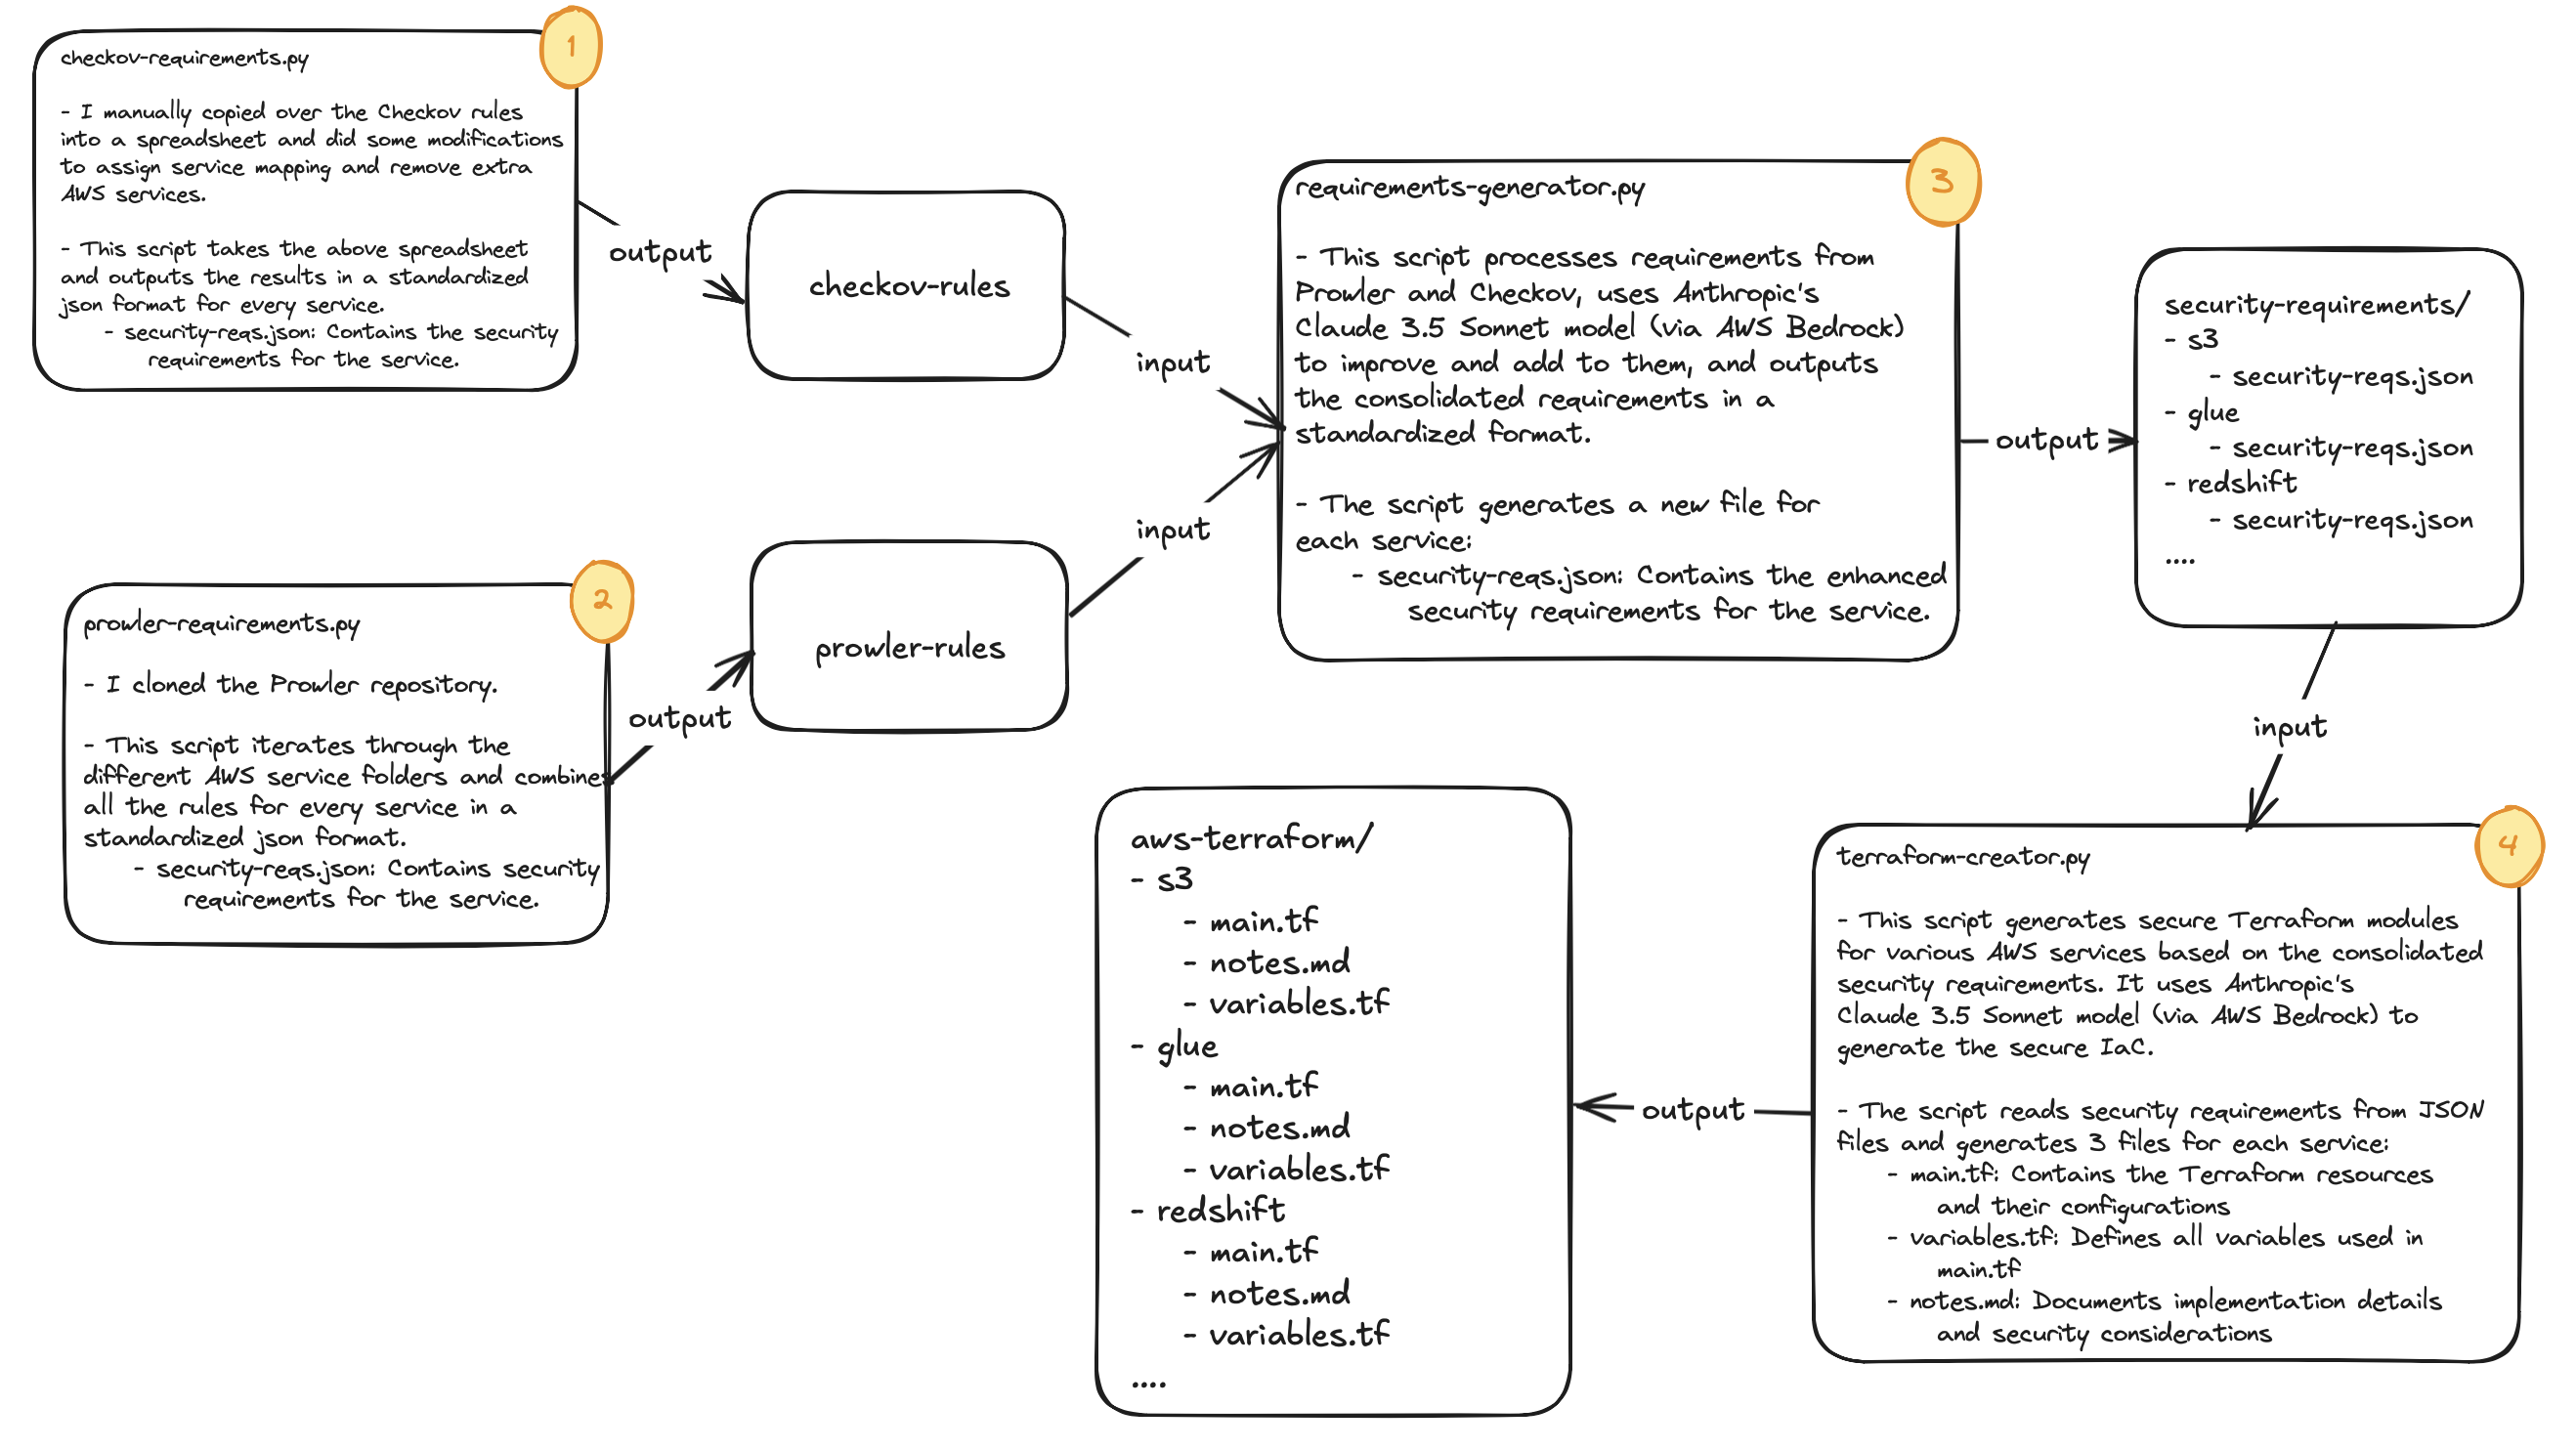 1
checkov-requirements.py
- I manually copied over the Checkov rules
into a spreadsheet and did some modifications
to assign service mapping and remove extra
AWS services.
- This script takes the above spreadsheet
and outputs the results in a standardized
json format for every service.
- security-reqs.json: Contains the security
requirements for the service.
output
checkov-rules
input
2
prowler-requirements.py
- I cloned the Prowler repository.
- This script iterates through the
different AWS service folders and combines
all the rules for every service in a
standardized json format.
- security-reqs.json: Contains security
requirements for the service.
output
prowler-rules
input
3
requirements-generator.py
- This script processes requirements from
Prowler and Checkov, uses Anthropic's
Claude 3.5 Sonnet model (via AWS Bedrock)
to improve and add to them, and outputs
the consolidated requirements in a
standardized format.
- The script generates a new file for
each service:
- security-reqs.json: Contains the enhanced
security requirements for the service.
output
security-requirements/
- s3
- security-reqs.json
- glue
- security-reqs.json
- redshift
- security-reqs.json
....
input
4
terraform-creator.py
- This script generates secure Terraform modules
for various AWS services based on the consolidated
security requirements. It uses Anthropic's
Claude 3.5 Sonnet model (via AWS Bedrock) to
generate the secure IaC.
- The script reads security requirements from JSON
files and generates 3 files for each service:
- main.tf: Contains the Terraform resources
and their configurations
- variables.tf: Defines all variables used in
main.tf
- notes.md: Documents implementation details
and security considerations
output
aws-terraform/
- s3
- main.tf
- notes.md
- variables.tf
- glue
- main.tf
- notes.md
- variables.tf
- redshift
- main.tf
- notes.md
- variables.tf
....